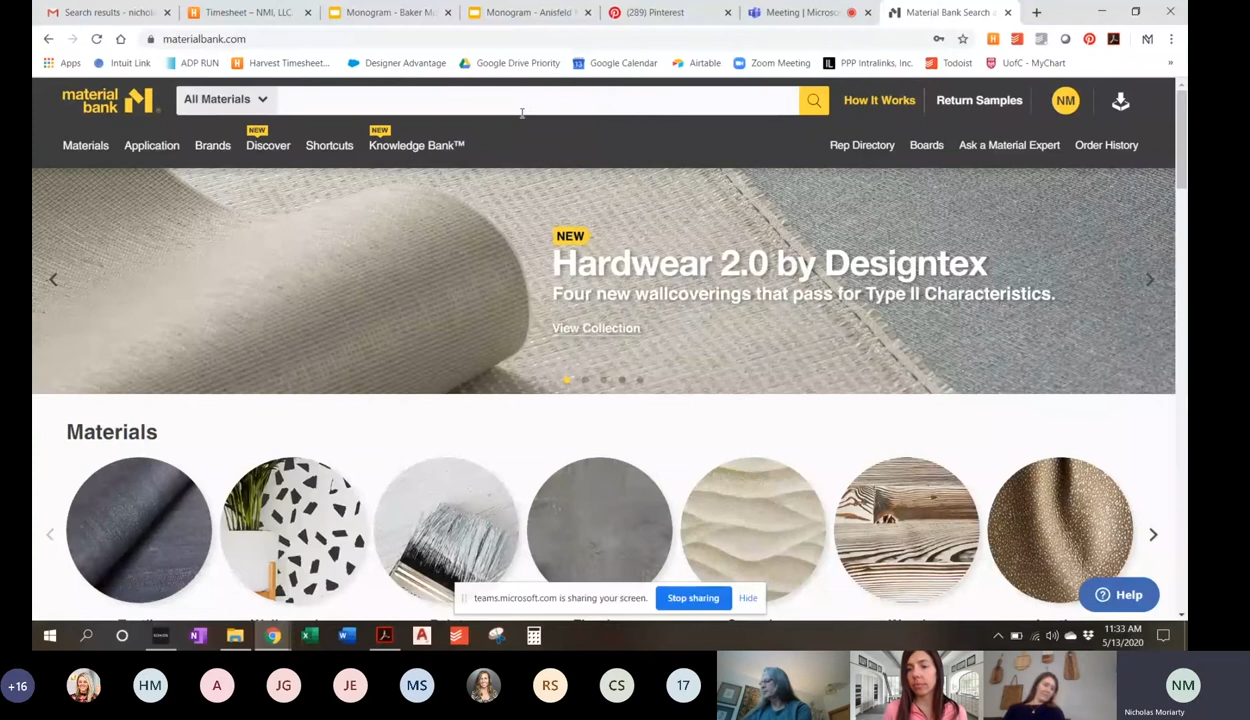 Search results - nichol
Timesheet – NMI, LLC
Monogram - Baker M
Monogram - Anisfeld
(289) Pinterest
Meeting | Microso
Material Bank Search
materialbank.com
Apps
Intuit Link
ADP RUN
Harvest Timesheet...
Designer Advantage
Google Drive Priority
Google Calendar
Airtable
Zoom Meeting
PPP Intralinks, Inc.
Todoist
UofC - MyChart
material bank
All Materials
How It Works
Return Samples
NM
Materials
Application
Brands
NEW
Discover
Shortcuts
NEW
Knowledge Bank™
Rep Directory
Boards
Ask a Material Expert
Order History
NEW
Hardwear 2.0 by Designtex
Four new wallcoverings that pass for Type II Characteristics.
View Collection
Materials
teams.microsoft.com is sharing your screen.
Stop sharing
Hide
Help
11:33 AM
5/13/2020
+16
HM
A
JG
JE
MS
RS
CS
17
NM
Nicholas Moriarty